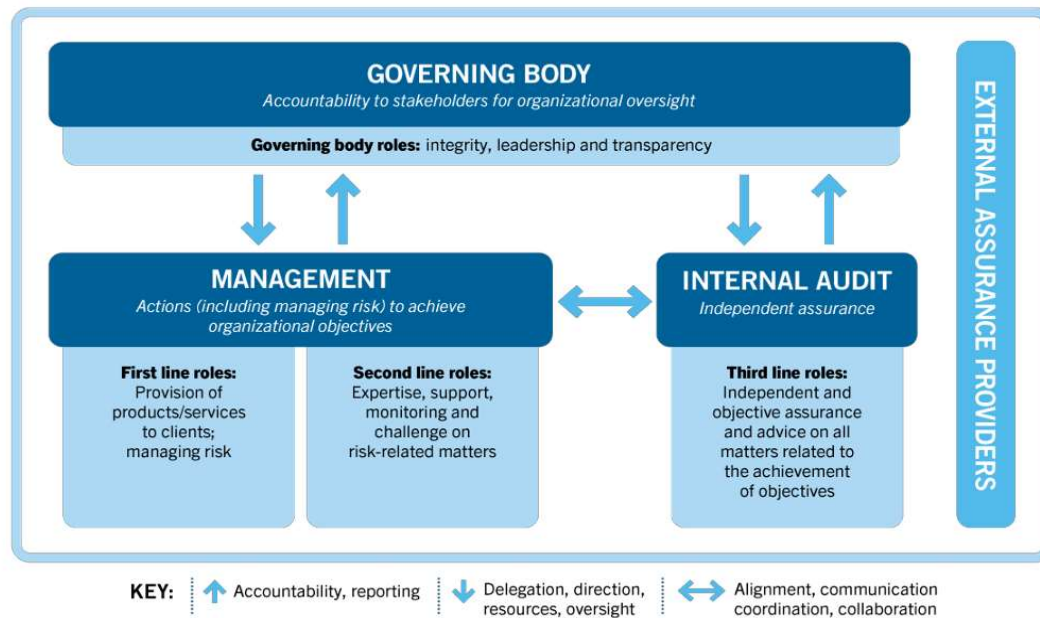 GOVERNING BODY
Accountability to stakeholders for organizational oversight
Governing body roles: integrity, leadership and transparency
MANAGEMENT
Actions (including managing risk) to achieve
organizational objectives
First line roles:
Provision of
products/services
to clients;
managing risk
Second line roles:
Expertise, support,
monitoring and
challenge on
risk-related matters
INTERNAL AUDIT
Independent assurance
Third line roles:
Independent and
objective assurance
and advice on all
matters related to
the achievement
of objectives
EXTERNAL ASSURANCE PROVIDERS
KEY:
Accountability, reporting
Delegation, direction,
resources, oversight
Alignment, communication
coordination, collaboration